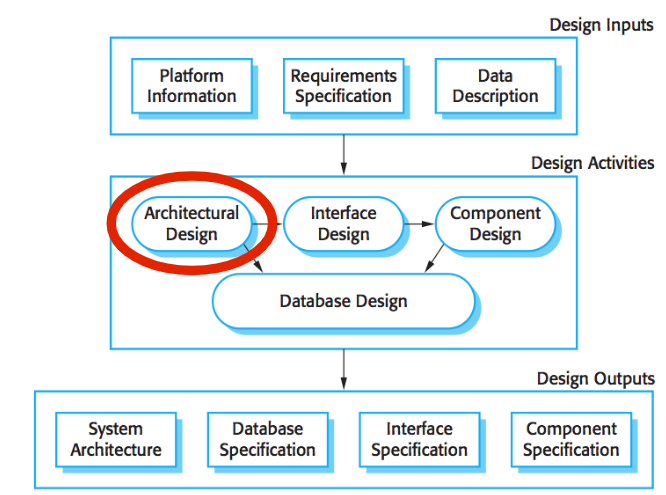 Design Inputs
Platform
Information
Requirements
Specification
Data
Description
Design Activities
Architectural
Design
Interface
Design
Component
Design
Database Design
Design Outputs
System
Architecture
Database
Specification
Interface
Specification
Component
Specification